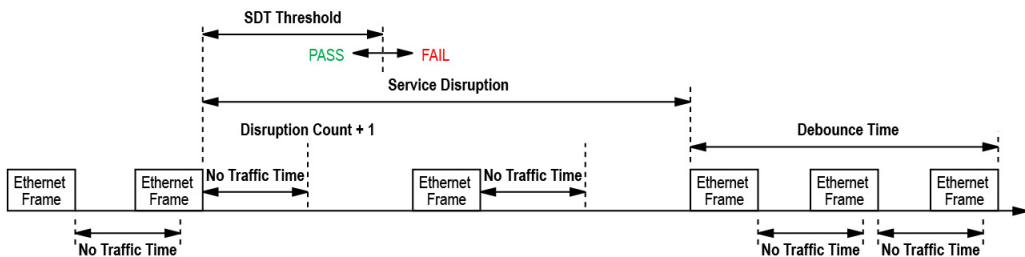 SDT Threshold
PASS
FAIL
Service Disruption
Disruption Count + 1
Debounce Time
Ethernet
Frame
Ethernet
Frame
No Traffic Time
Ethernet
Frame
No Traffic Time
Ethernet
Frame
Ethernet
Frame
Ethernet
Frame
No Traffic Time
No Traffic Time
No Traffic Time